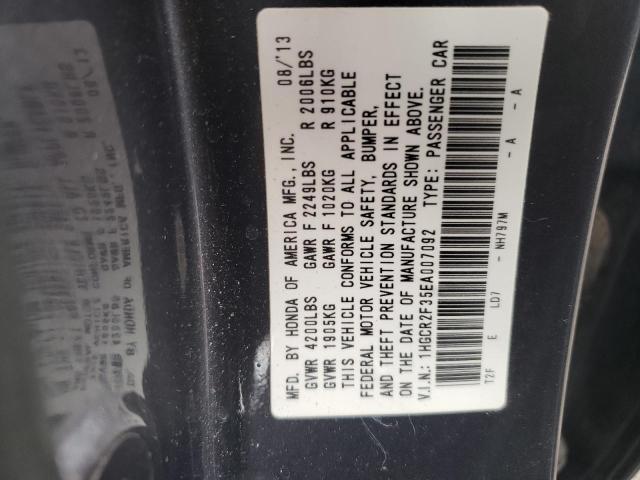 MFD. BY HONDA OF AMERICA MFG., INC. 08/'13
GVWR 4200LBS GAWR F 2249LBS R 2006LBS
GVWR 1905KG GAWR F 1020KG R 910KG
THIS VEHICLE CONFORMS TO ALL APPLICABLE
FEDERAL MOTOR VEHICLE SAFETY, BUMPER,
AND THEFT PREVENTION STANDARDS IN EFFECT
ON THE DATE OF MANUFACTURE SHOWN ABOVE.
V.I.N.: 1HGCR2F35EA007092 TYPE: PASSENGER CAR
T2F E LD7 - NH797M - A - A